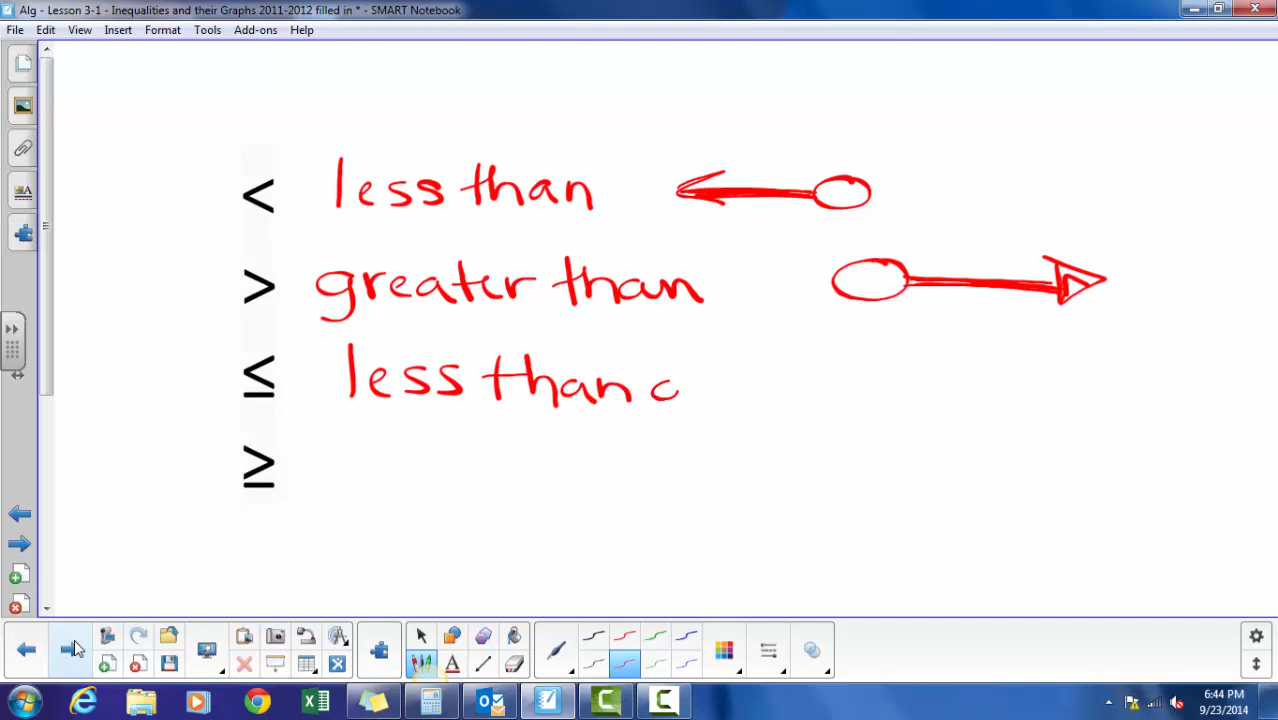 Alg - Lesson 3-1 - Inequalities and their Graphs 2011-2012 filled in * - SMART Notebook
File Edit View Insert Format Tools Add-ons Help
< less than
> greater than
≤ less than o
≥
6:44 PM
9/23/2014